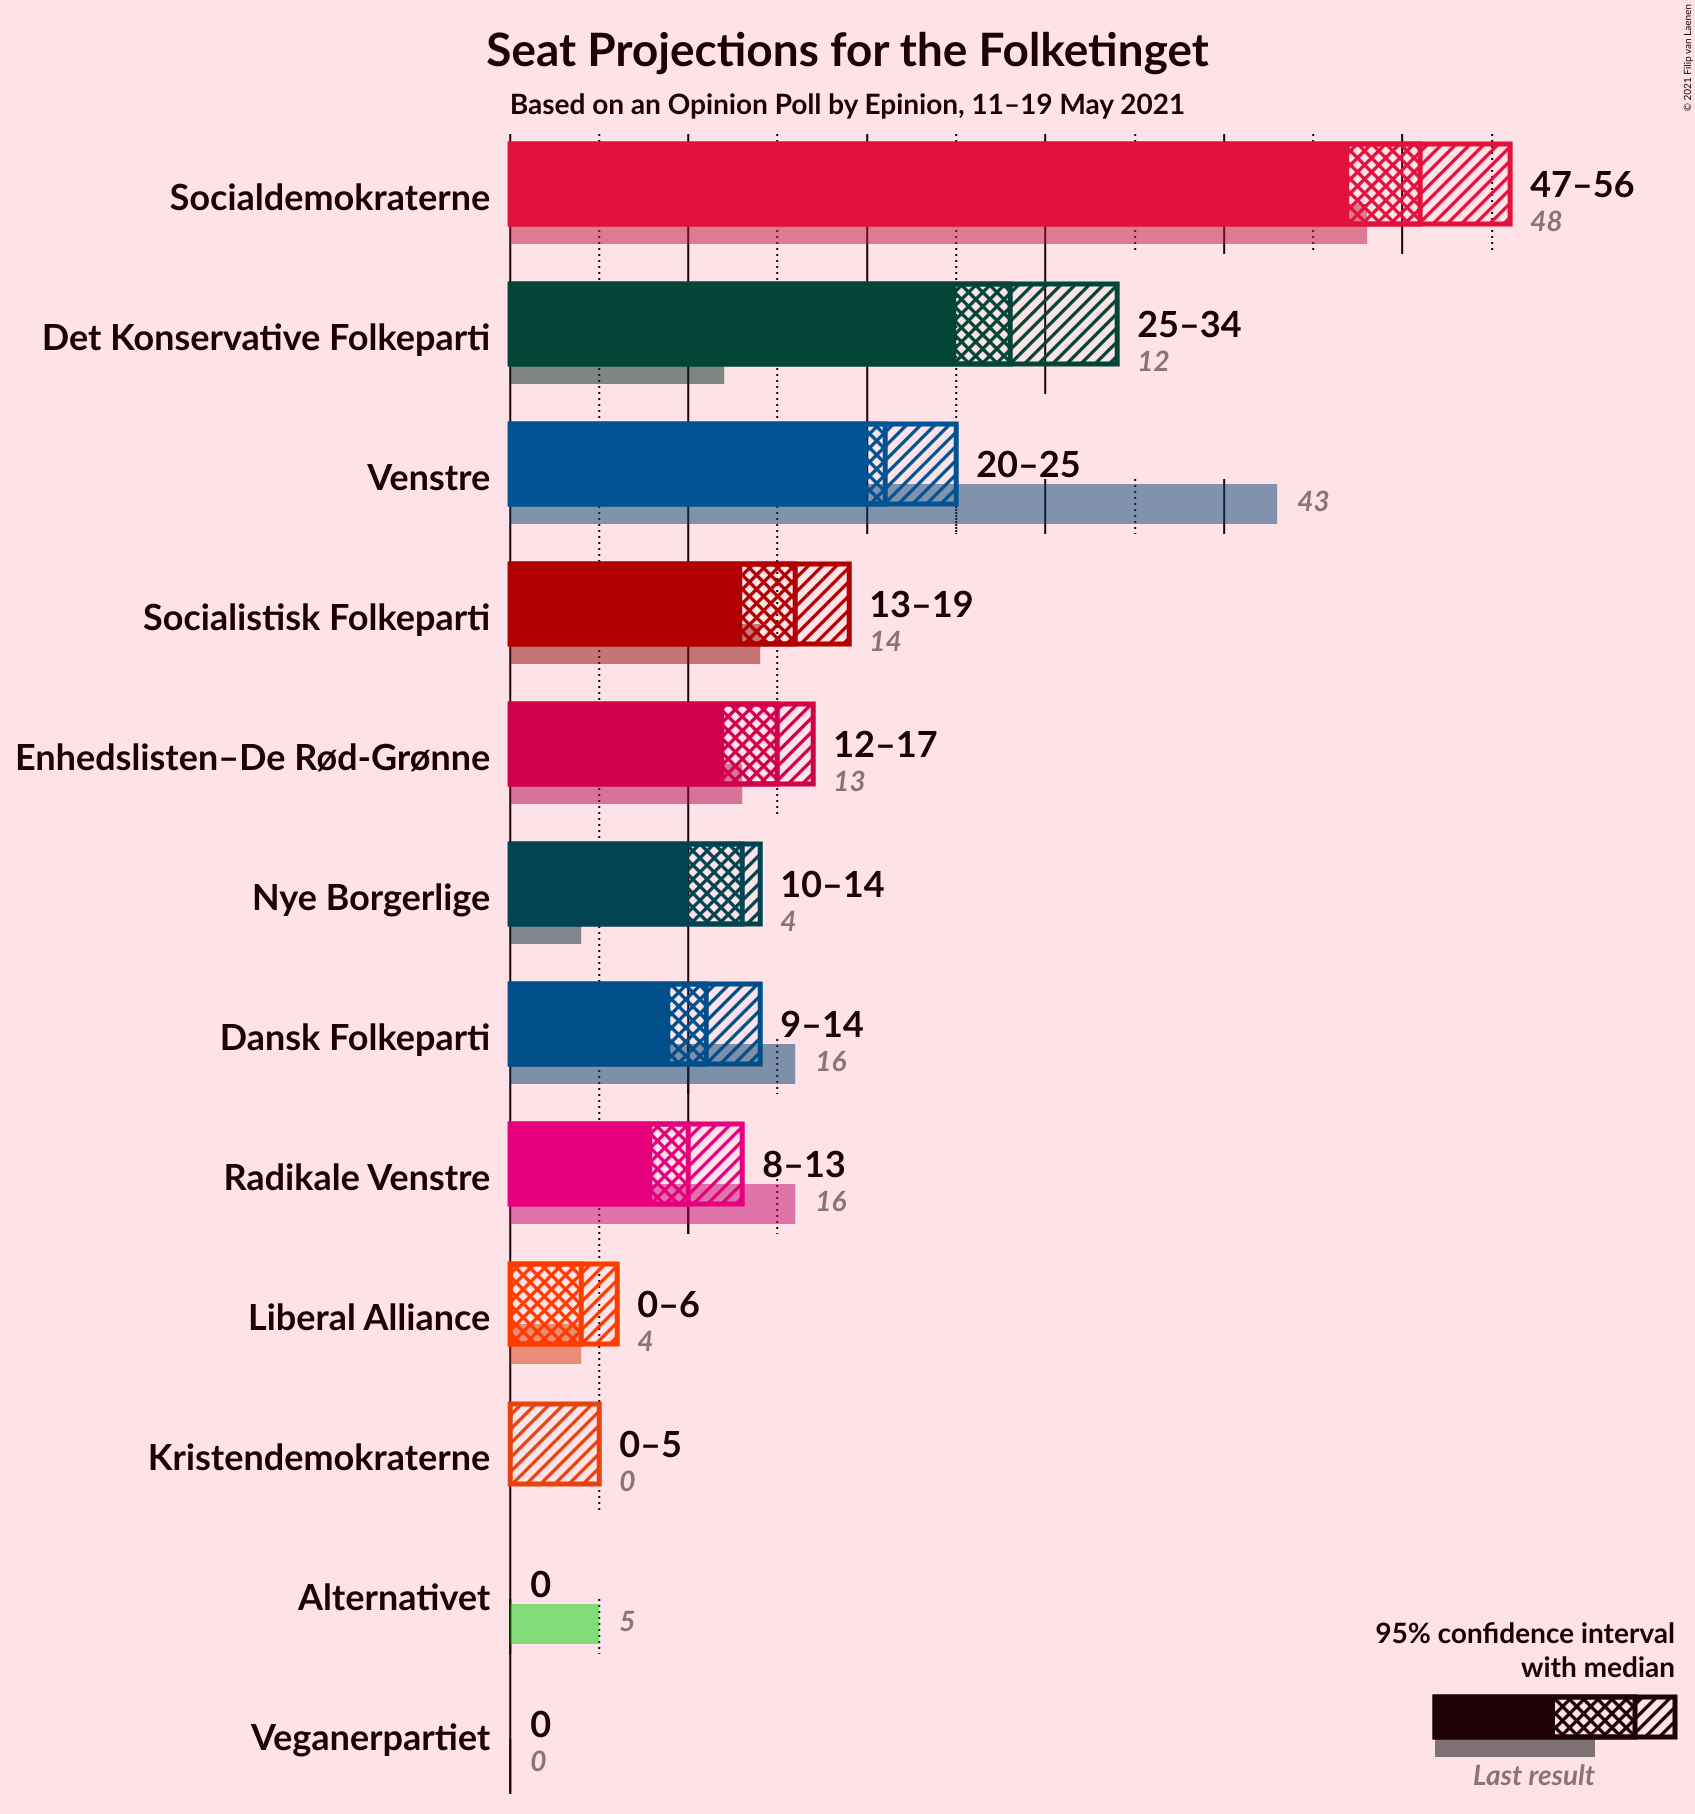 Seat Projections for the Folketinget
Based on an Opinion Poll by Epinion, 11–19 May 2021
© 2021 Filip van Laenen
Socialdemokraterne
47–56
48
Det Konservative Folkeparti
25–34
12
Venstre
20–25
43
Socialistisk Folkeparti
13–19
14
Enhedslisten–De Rød-Grønne
12–17
13
Nye Borgerlige
10–14
4
Dansk Folkeparti
9–14
16
Radikale Venstre
8–13
16
Liberal Alliance
0–6
4
Kristendemokraterne
0–5
0
Alternativet
0
5
Veganerpartiet
0
0
95% confidence interval
with median
Last result